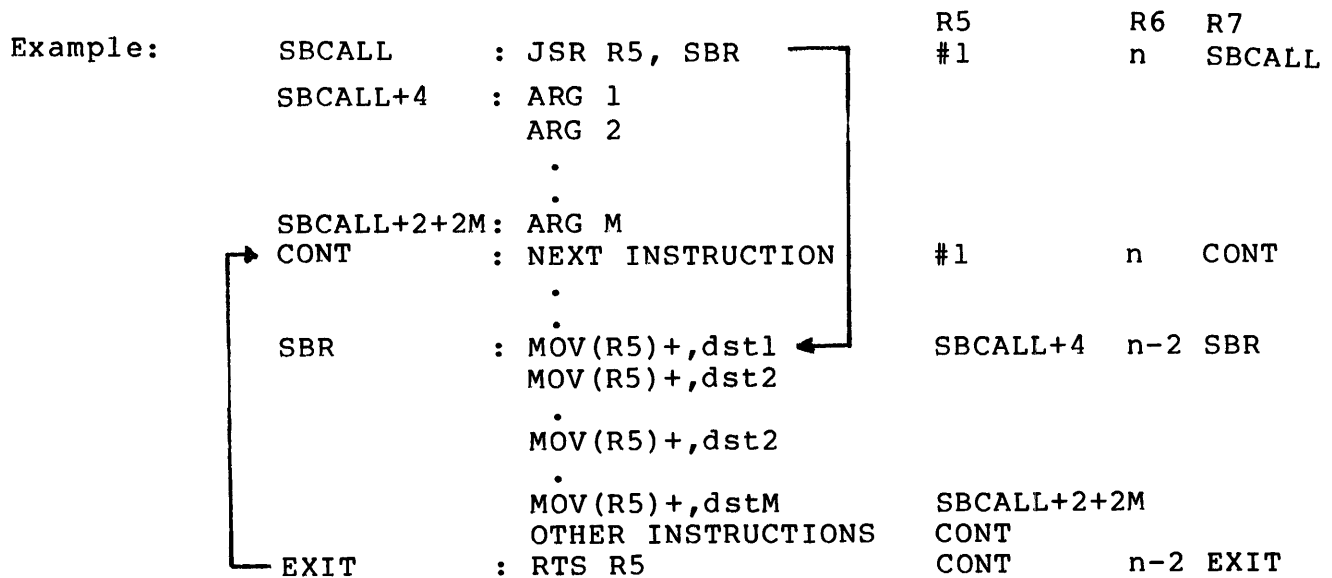 R5 R6 R7
Example: SBCALL : JSR R5, SBR #1 n SBCALL
SBCALL+4 : ARG 1
ARG 2
.
.
SBCALL+2+2M: ARG M
CONT : NEXT INSTRUCTION #1 n CONT
.
.
SBR : MOV(R5)+,dst1 SBCALL+4 n-2 SBR
MOV(R5)+,dst2
.
MOV(R5)+,dst2
.
MOV(R5)+,dstM SBCALL+2+2M
OTHER INSTRUCTIONS CONT
EXIT : RTS R5 CONT n-2 EXIT